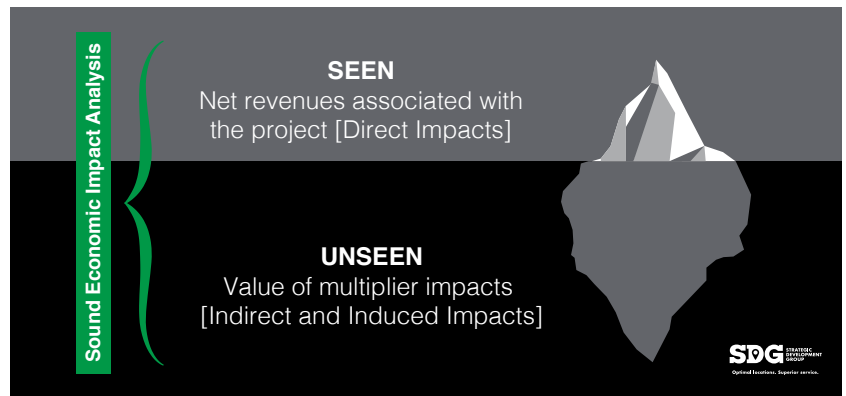 Sound Economic Impact Analysis
SEEN
Net revenues associated with
the project [Direct Impacts]
UNSEEN
Value of multiplier impacts
[Indirect and Induced Impacts]
SDG
STRATEGIC
DEVELOPMENT
GROUP
Optimal locations. Superior service.